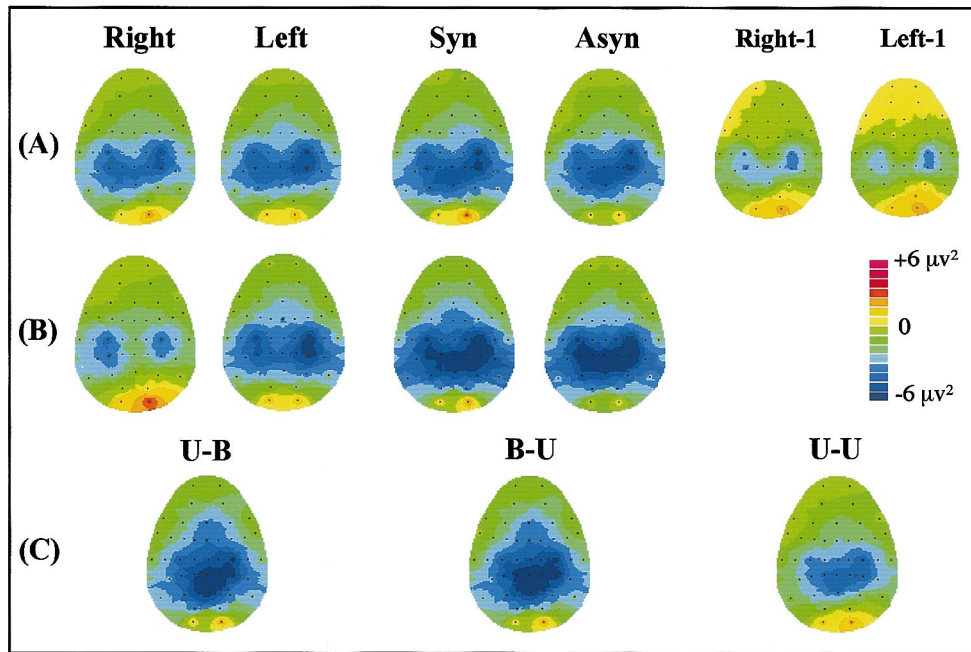 Right Left Syn Asyn Right-1 Left-1
(A)
+6 μv²
(B) 0
-6 μv²
U-B B-U U-U
(C)